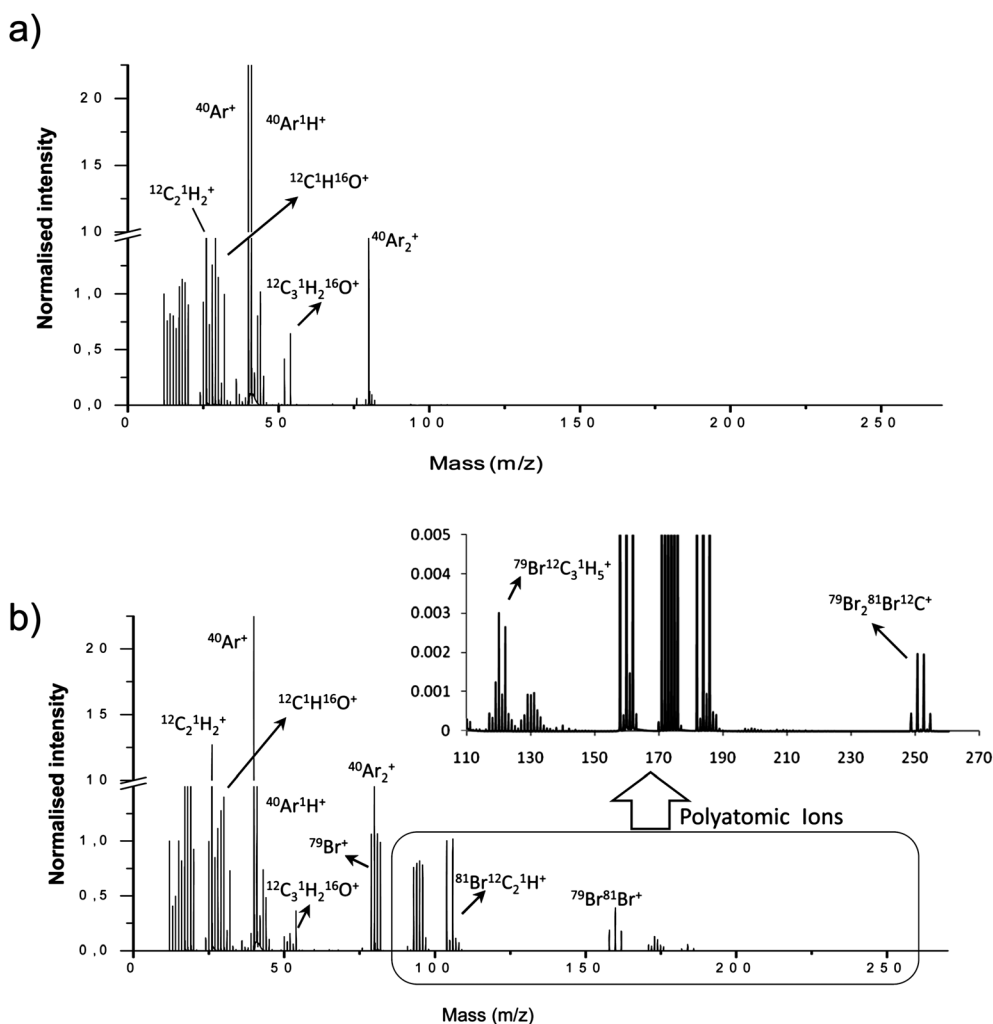 a)
20
⁴⁰Ar⁺
⁴⁰Ar¹H⁺
15
¹²C₂¹H₂⁺
¹²C¹H¹⁶O⁺
10
⁴⁰Ar₂⁺
¹²C₃¹H₂¹⁶O⁺
1,0
0,5
0,0
Normalised intensity
0 50 100 150 200 250
Mass (m/z)
0.005
0.004
0.003
0.002
0.001
0
⁷⁹Br¹²C₃¹H₅⁺
⁷⁹Br₂⁸¹Br¹²C⁺
110 130 150 170 190 210 230 250 270
b)
20
⁴⁰Ar⁺
¹²C¹H¹⁶O⁺
15
¹²C₂¹H₂⁺
10
⁴⁰Ar₂⁺
⁴⁰Ar¹H⁺
Polyatomic Ions
1,0
⁷⁹Br⁺
¹²C₃¹H₂¹⁶O⁺
⁸¹Br¹²C₂¹H⁺
⁷⁹Br⁸¹Br⁺
0,5
0,0
Normalised intensity
0 50 100 150 200 250
Mass (m/z)